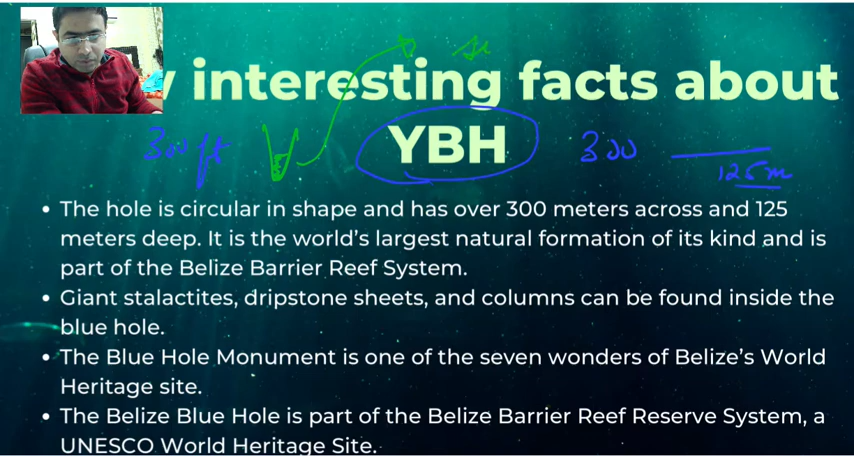 interesting facts about
YBH
300 ft
300
125m
• The hole is circular in shape and has over 300 meters across and 125
meters deep. It is the world's largest natural formation of its kind and is
part of the Belize Barrier Reef System.
• Giant stalactites, dripstone sheets, and columns can be found inside the
blue hole.
• The Blue Hole Monument is one of the seven wonders of Belize's World
Heritage site.
• The Belize Blue Hole is part of the Belize Barrier Reef Reserve System, a
UNESCO World Heritage Site.